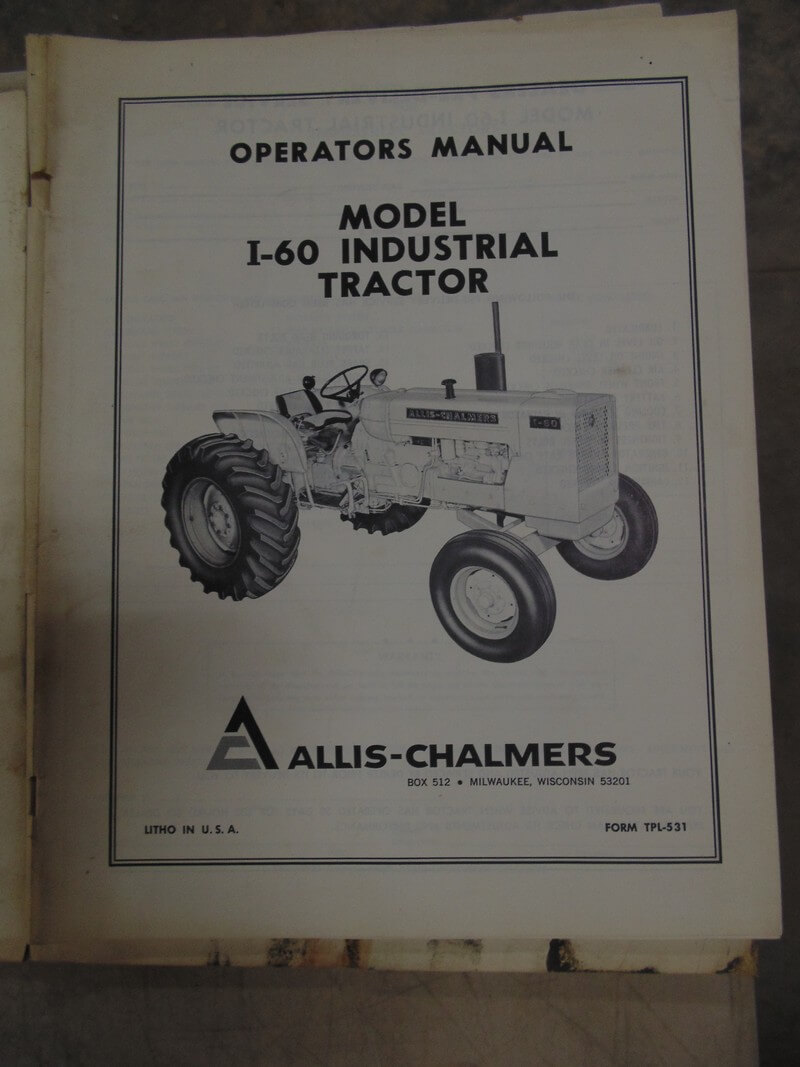 OPERATORS MANUAL
MODEL
I-60 INDUSTRIAL
TRACTOR
ALLIS-CHALMERS
I-60
ALLIS-CHALMERS
BOX 512 • MILWAUKEE, WISCONSIN 53201
LITHO IN U.S.A.
FORM TPL-531